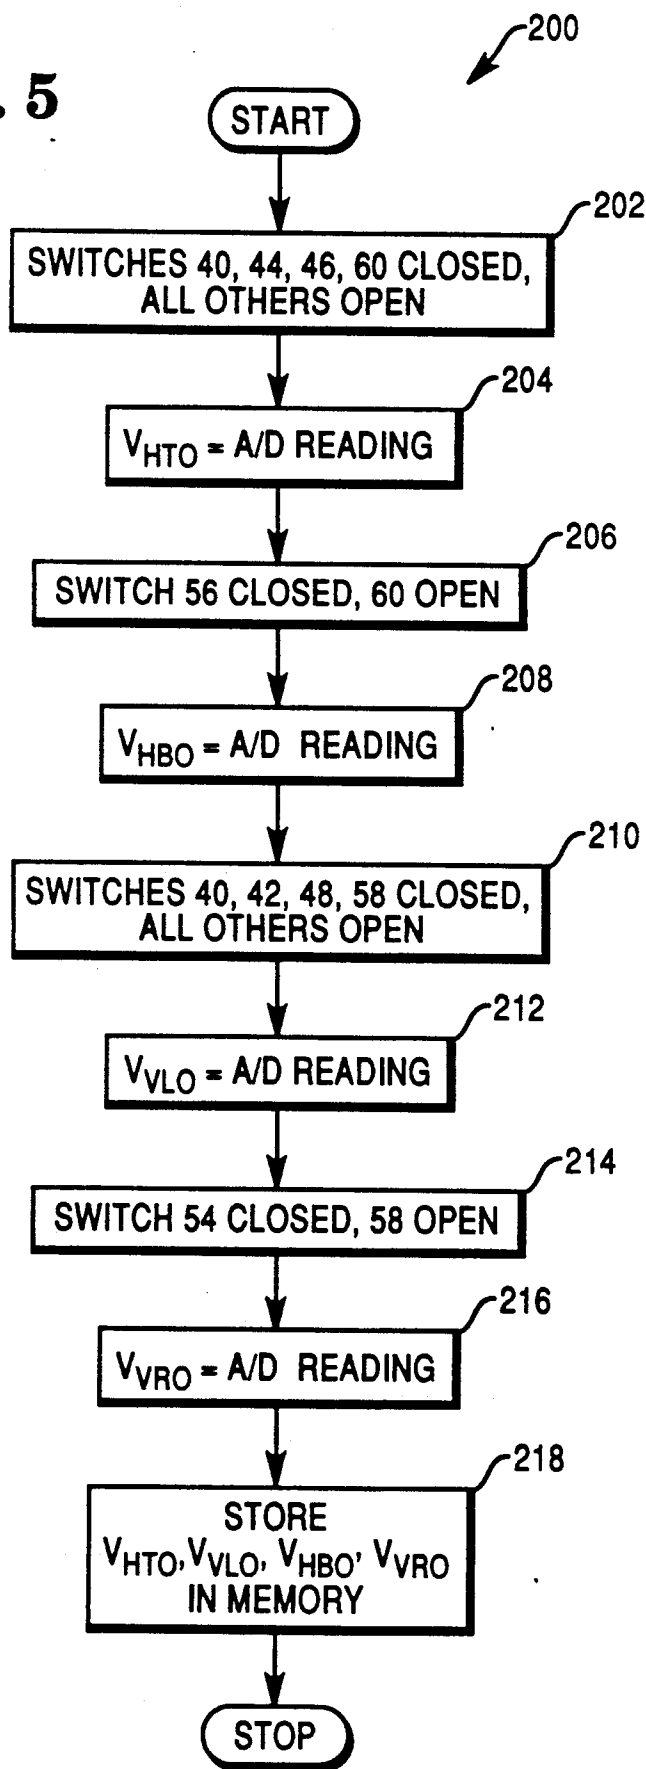 . 5
200
START
202
SWITCHES 40, 44, 46, 60 CLOSED,
ALL OTHERS OPEN
204
V_HTO = A/D READING
206
SWITCH 56 CLOSED, 60 OPEN
208
V_HBO = A/D READING
210
SWITCHES 40, 42, 48, 58 CLOSED,
ALL OTHERS OPEN
212
V_VLO = A/D READING
214
SWITCH 54 CLOSED, 58 OPEN
216
V_VRO = A/D READING
218
STORE
V_HTO, V_VLO, V_HBO, V_VRO
IN MEMORY
STOP